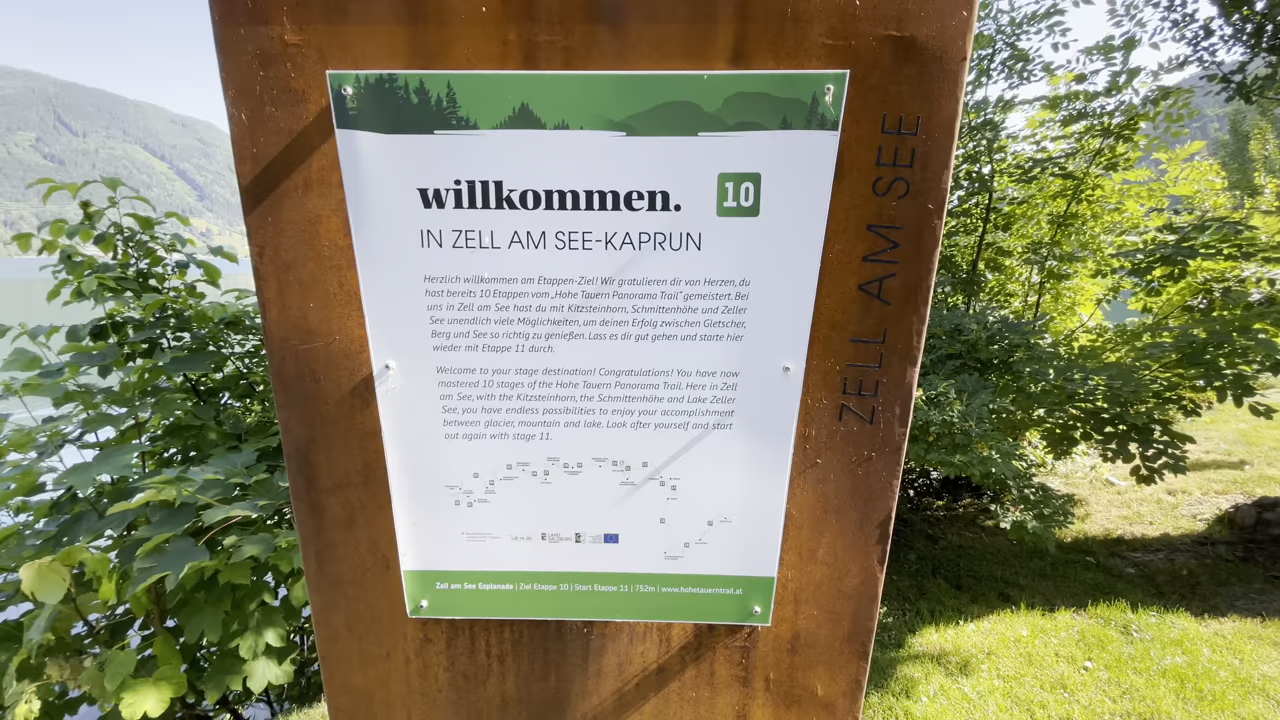 willkommen.
10
IN ZELL AM SEE-KAPRUN
Herzlich willkommen am Etappen-Ziel! Wir gratulieren dir von Herzen, du
hast bereits 10 Etappen vom „Hohe Tauern Panorama Trail" gemeistert. Bei
uns in Zell am See hast du mit Kitzsteinhorn, Schmittenhöhe und Zeller
See unendlich viele Möglichkeiten, um deinen Erfolg zwischen Gletscher,
Berg und See so richtig zu genießen. Lass es dir gut gehen und starte hier
wieder mit Etappe 11 durch.
Welcome to your stage destination! Congratulations! You have now
mastered 10 stages of the Hohe Tauern Panorama Trail. Here in Zell
am See, with the Kitzsteinhorn, the Schmittenhöhe and Lake Zeller
See, you have endless possibilities to enjoy your accomplishment
between glacier, mountain and lake. Look after yourself and start
out again with stage 11.
LAND
SALZBURG
Zell am See Esplanade | Ziel Etappe 10 | Start Etappe 11 | 752m | www.hohetauerntrail.at
ZELL AM SEE